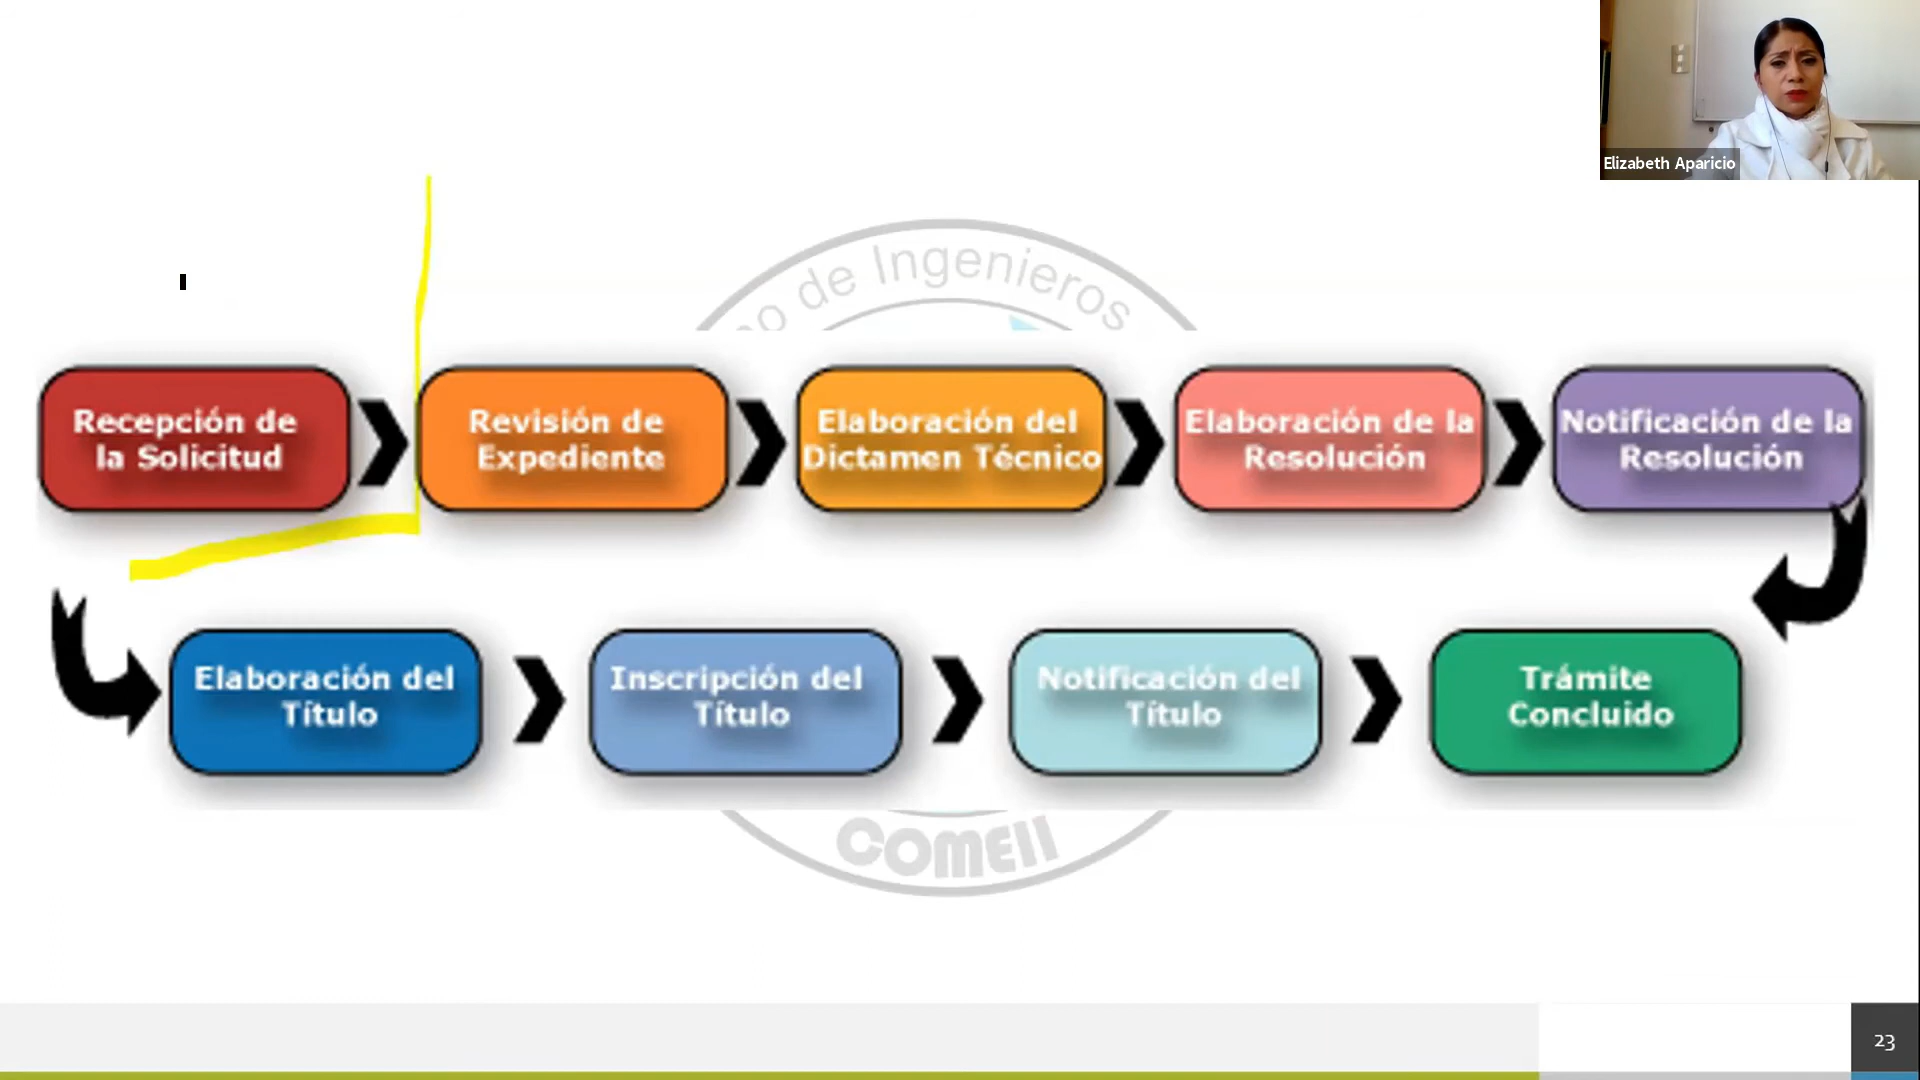 Elizabeth Aparicio
de Ingenieros
Recepción de
la Solicitud
Revisión de
Expediente
Elaboración del
Dictamen Técnico
Elaboración de la
Resolución
Notificación de la
Resolución
Elaboración del
Título
Inscripción del
Título
Notificación del
Título
Trámite
Concluido
COMEII
23